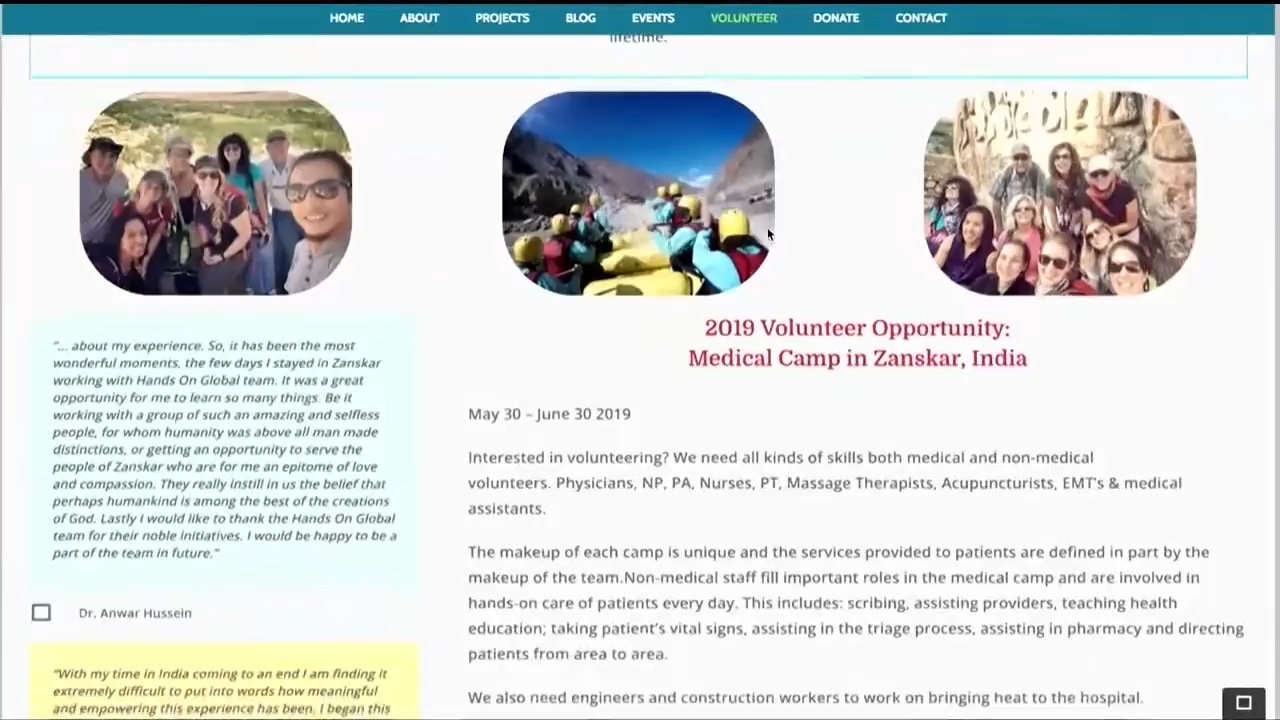 HOME ABOUT PROJECTS BLOG EVENTS VOLUNTEER DONATE CONTACT
lifetime.
"... about my experience. So, it has been the most
wonderful moments, the few days I stayed in Zanskar
working with Hands On Global team. It was a great
opportunity for me to learn so many things. Be it
working with a group of such an amazing and selfless
people, for whom humanity was above all man made
distinctions, or getting an opportunity to serve the
people of Zanskar who are for me an epitome of love
and compassion. They really instill in us the belief that
perhaps humankind is among the best of the creations
of God. Lastly I would like to thank the Hands On Global
team for their noble initiatives. I would be happy to be a
part of the team in future."
Dr. Anwar Hussein
"With my time in India coming to an end I am finding it
extremely difficult to put into words how meaningful
and empowering this experience has been. I began this
2019 Volunteer Opportunity:
Medical Camp in Zanskar, India
May 30 – June 30 2019
Interested in volunteering? We need all kinds of skills both medical and non-medical
volunteers. Physicians, NP, PA, Nurses, PT, Massage Therapists, Acupuncturists, EMT's & medical
assistants.
The makeup of each camp is unique and the services provided to patients are defined in part by the
makeup of the team.Non-medical staff fill important roles in the medical camp and are involved in
hands-on care of patients every day. This includes: scribing, assisting providers, teaching health
education; taking patient's vital signs, assisting in the triage process, assisting in pharmacy and directing
patients from area to area.
We also need engineers and construction workers to work on bringing heat to the hospital.